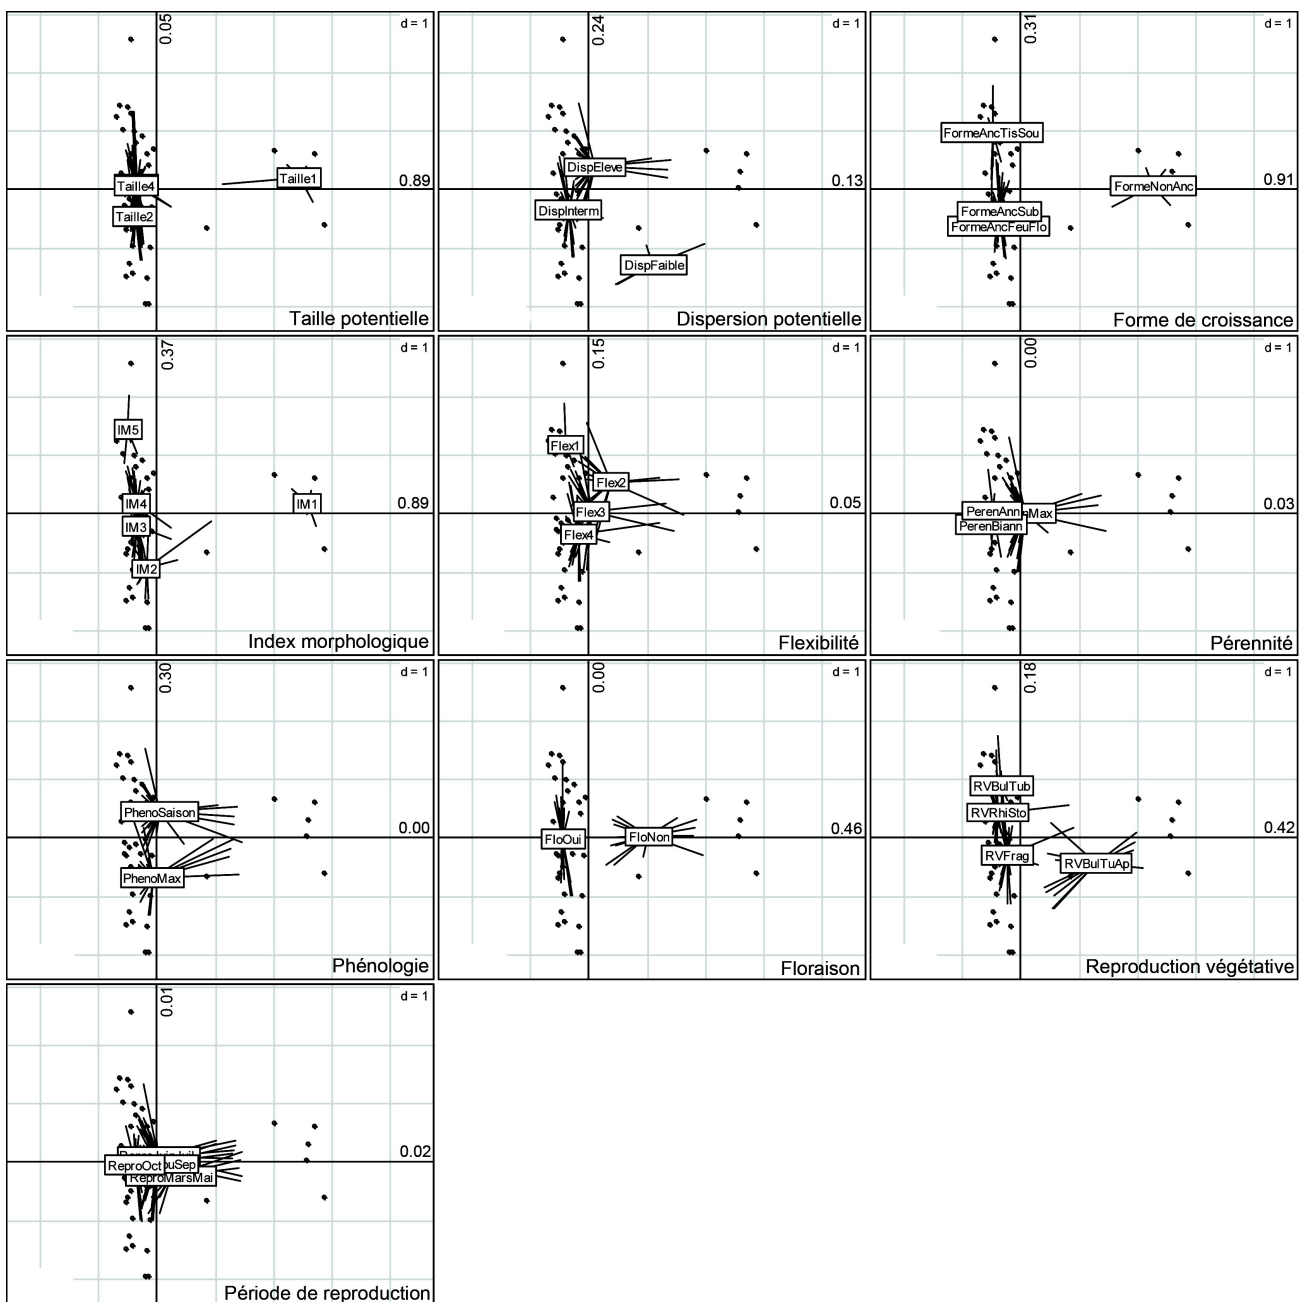 0.05
d = 1
Taille4
Taille1
0.89
Taille2
Taille potentielle
0.24
d = 1
DispEleve
0.13
DispInterm
DispFaible
Dispersion potentielle
0.31
d = 1
FormeAncTisSou
0.91
FormeNonAnc
FormeAncSub
FormeAncFeuFlo
Forme de croissance
0.37
d = 1
IM5
IM4
IM1
0.89
IM3
IM2
Index morphologique
0.15
d = 1
Flex1
Flex2
0.05
Flex3
Flex4
Flexibilité
0.00
d = 1
0.03
PerenAnn
Max
PerenBiann
Pérennité
0.30
d = 1
PhenoSaison
0.00
PhenoMax
Phénologie
0.00
d = 1
0.46
FloOui
FloNon
Floraison
0.18
d = 1
RVBulTub
RVRhiSto
0.42
RVFrag
RVBulTuAp
Reproduction végétative
0.01
d = 1
0.02
ReproOct
uSep
ReproMarsMai
Période de reproduction